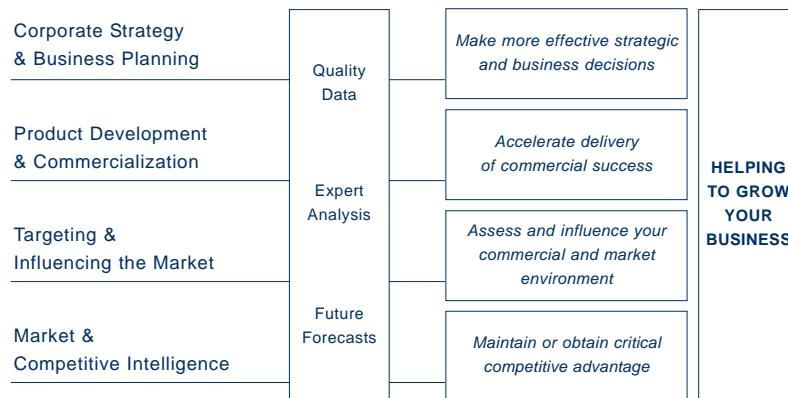 Corporate Strategy
& Business Planning
Product Development
& Commercialization
Targeting &
Influencing the Market
Market &
Competitive Intelligence
Quality
Data
Expert
Analysis
Future
Forecasts
Make more effective strategic
and business decisions
Accelerate delivery
of commercial success
Assess and influence your
commercial and market
environment
Maintain or obtain critical
competitive advantage
HELPING
TO GROW
YOUR
BUSINESS